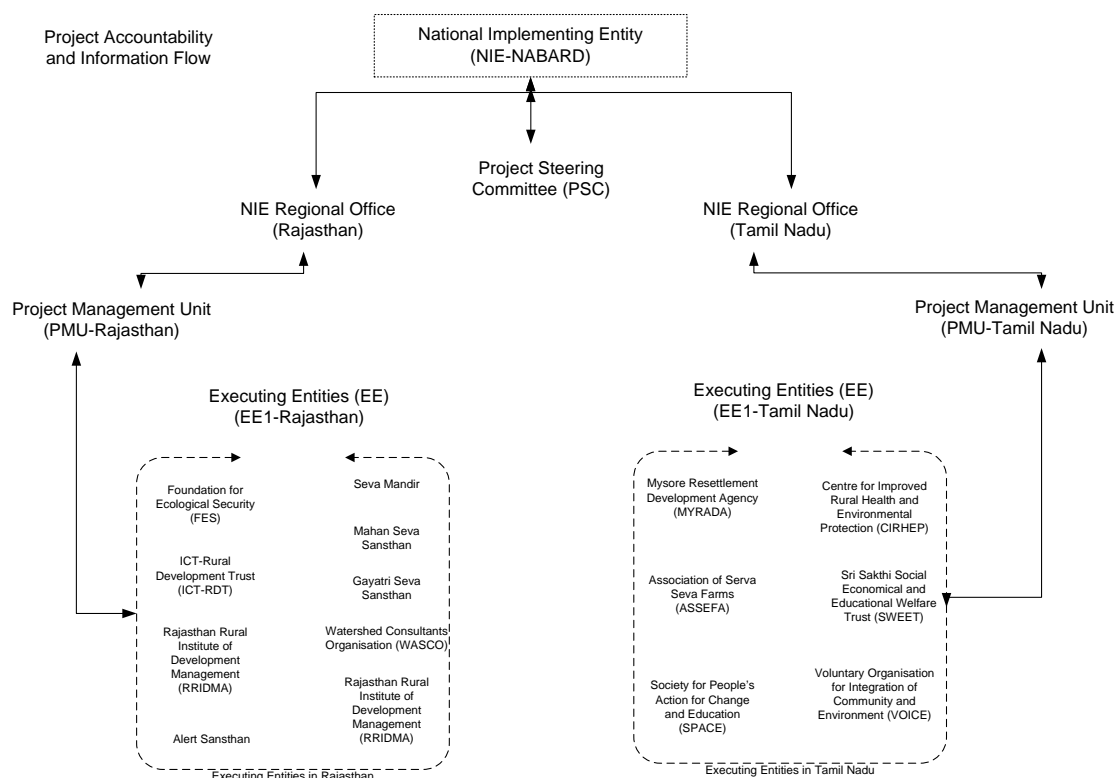 Project Accountability
and Information Flow
National Implementing Entity
(NIE-NABARD)
Project Steering
Committee (PSC)
NIE Regional Office
(Rajasthan)
NIE Regional Office
(Tamil Nadu)
Project Management Unit
(PMU-Rajasthan)
Project Management Unit
(PMU-Tamil Nadu)
Executing Entities (EE)
(EE1-Rajasthan)
Foundation for
Ecological Security
(FES)
ICT-Rural
Development Trust
(ICT-RDT)
Rajasthan Rural
Institute of
Development
Management
(RRIDMA)
Alert Sansthan
Seva Mandir
Mahan Seva
Sansthan
Gayatri Seva
Sansthan
Watershed Consultants
Organisation (WASCO)
Rajasthan Rural
Institute of
Development
Management
(RRIDMA)
Executing Entities in Rajasthan
Executing Entities (EE)
(EE1-Tamil Nadu)
Mysore Resettlement
Development Agency
(MYRADA)
Association of Serva
Seva Farms
(ASSEFA)
Society for People's
Action for Change
and Education
(SPACE)
Centre for Improved
Rural Health and
Environmental
Protection (CIRHEP)
Sri Sakthi Social
Economical and
Educational Welfare
Trust (SWEET)
Voluntary Organisation
for Integration of
Community and
Environment (VOICE)
Executing Entities in Tamil Nadu